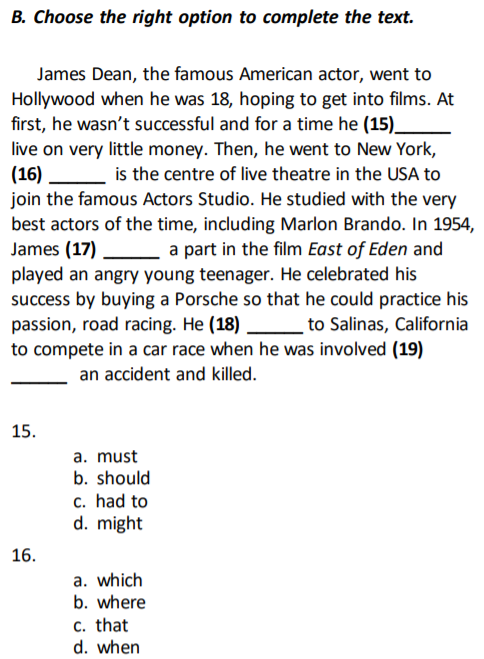 B. Choose the right option to complete the text.
James Dean, the famous American actor, went to
Hollywood when he was 18, hoping to get into films. At
first, he wasn’t successful and for a time he (15)______
live on very little money. Then, he went to New York,
(16) ______ is the centre of live theatre in the USA to
join the famous Actors Studio. He studied with the very
best actors of the time, including Marlon Brando. In 1954,
James (17) ______ a part in the film East of Eden and
played an angry young teenager. He celebrated his
success by buying a Porsche so that he could practice his
passion, road racing. He (18) ______ to Salinas, California
to compete in a car race when he was involved (19)
______ an accident and killed.
15.
a. must
b. should
c. had to
d. might
16.
a. which
b. where
c. that
d. when